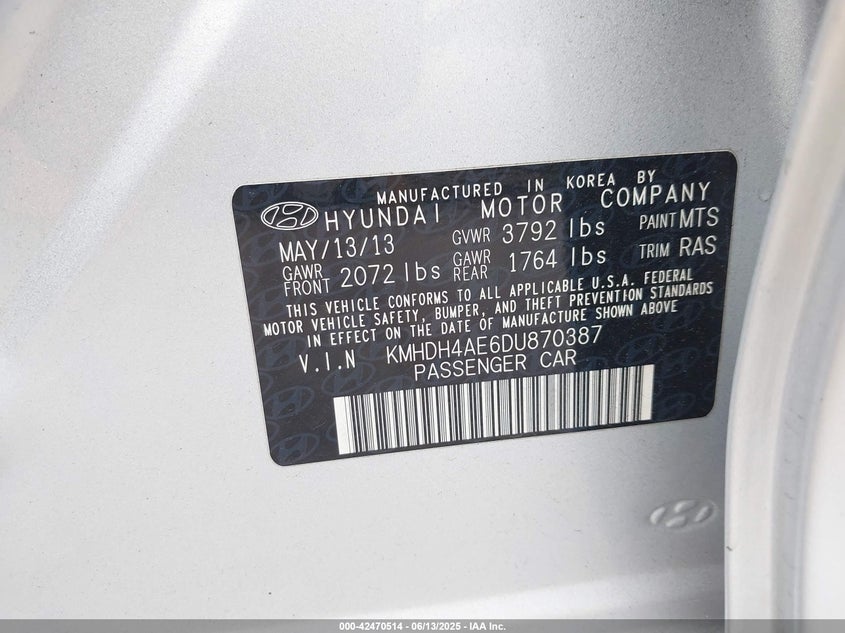 MANUFACTURED IN KOREA BY
HYUNDAI MOTOR COMPANY
MAY/13/13 GVWR 3792 lbs PAINT MTS
GAWR FRONT 2072 lbs GAWR REAR 1764 lbs TRIM RAS
THIS VEHICLE CONFORMS TO ALL APPLICABLE U.S.A. FEDERAL
MOTOR VEHICLE SAFETY, BUMPER, AND THEFT PREVENTION STANDARDS
IN EFFECT ON THE DATE OF MANUFACTURE SHOWN ABOVE
V.I.N KMHDH4AE6DU870387
PASSENGER CAR
000-42470514 - 06/13/2025 - IAA Inc.